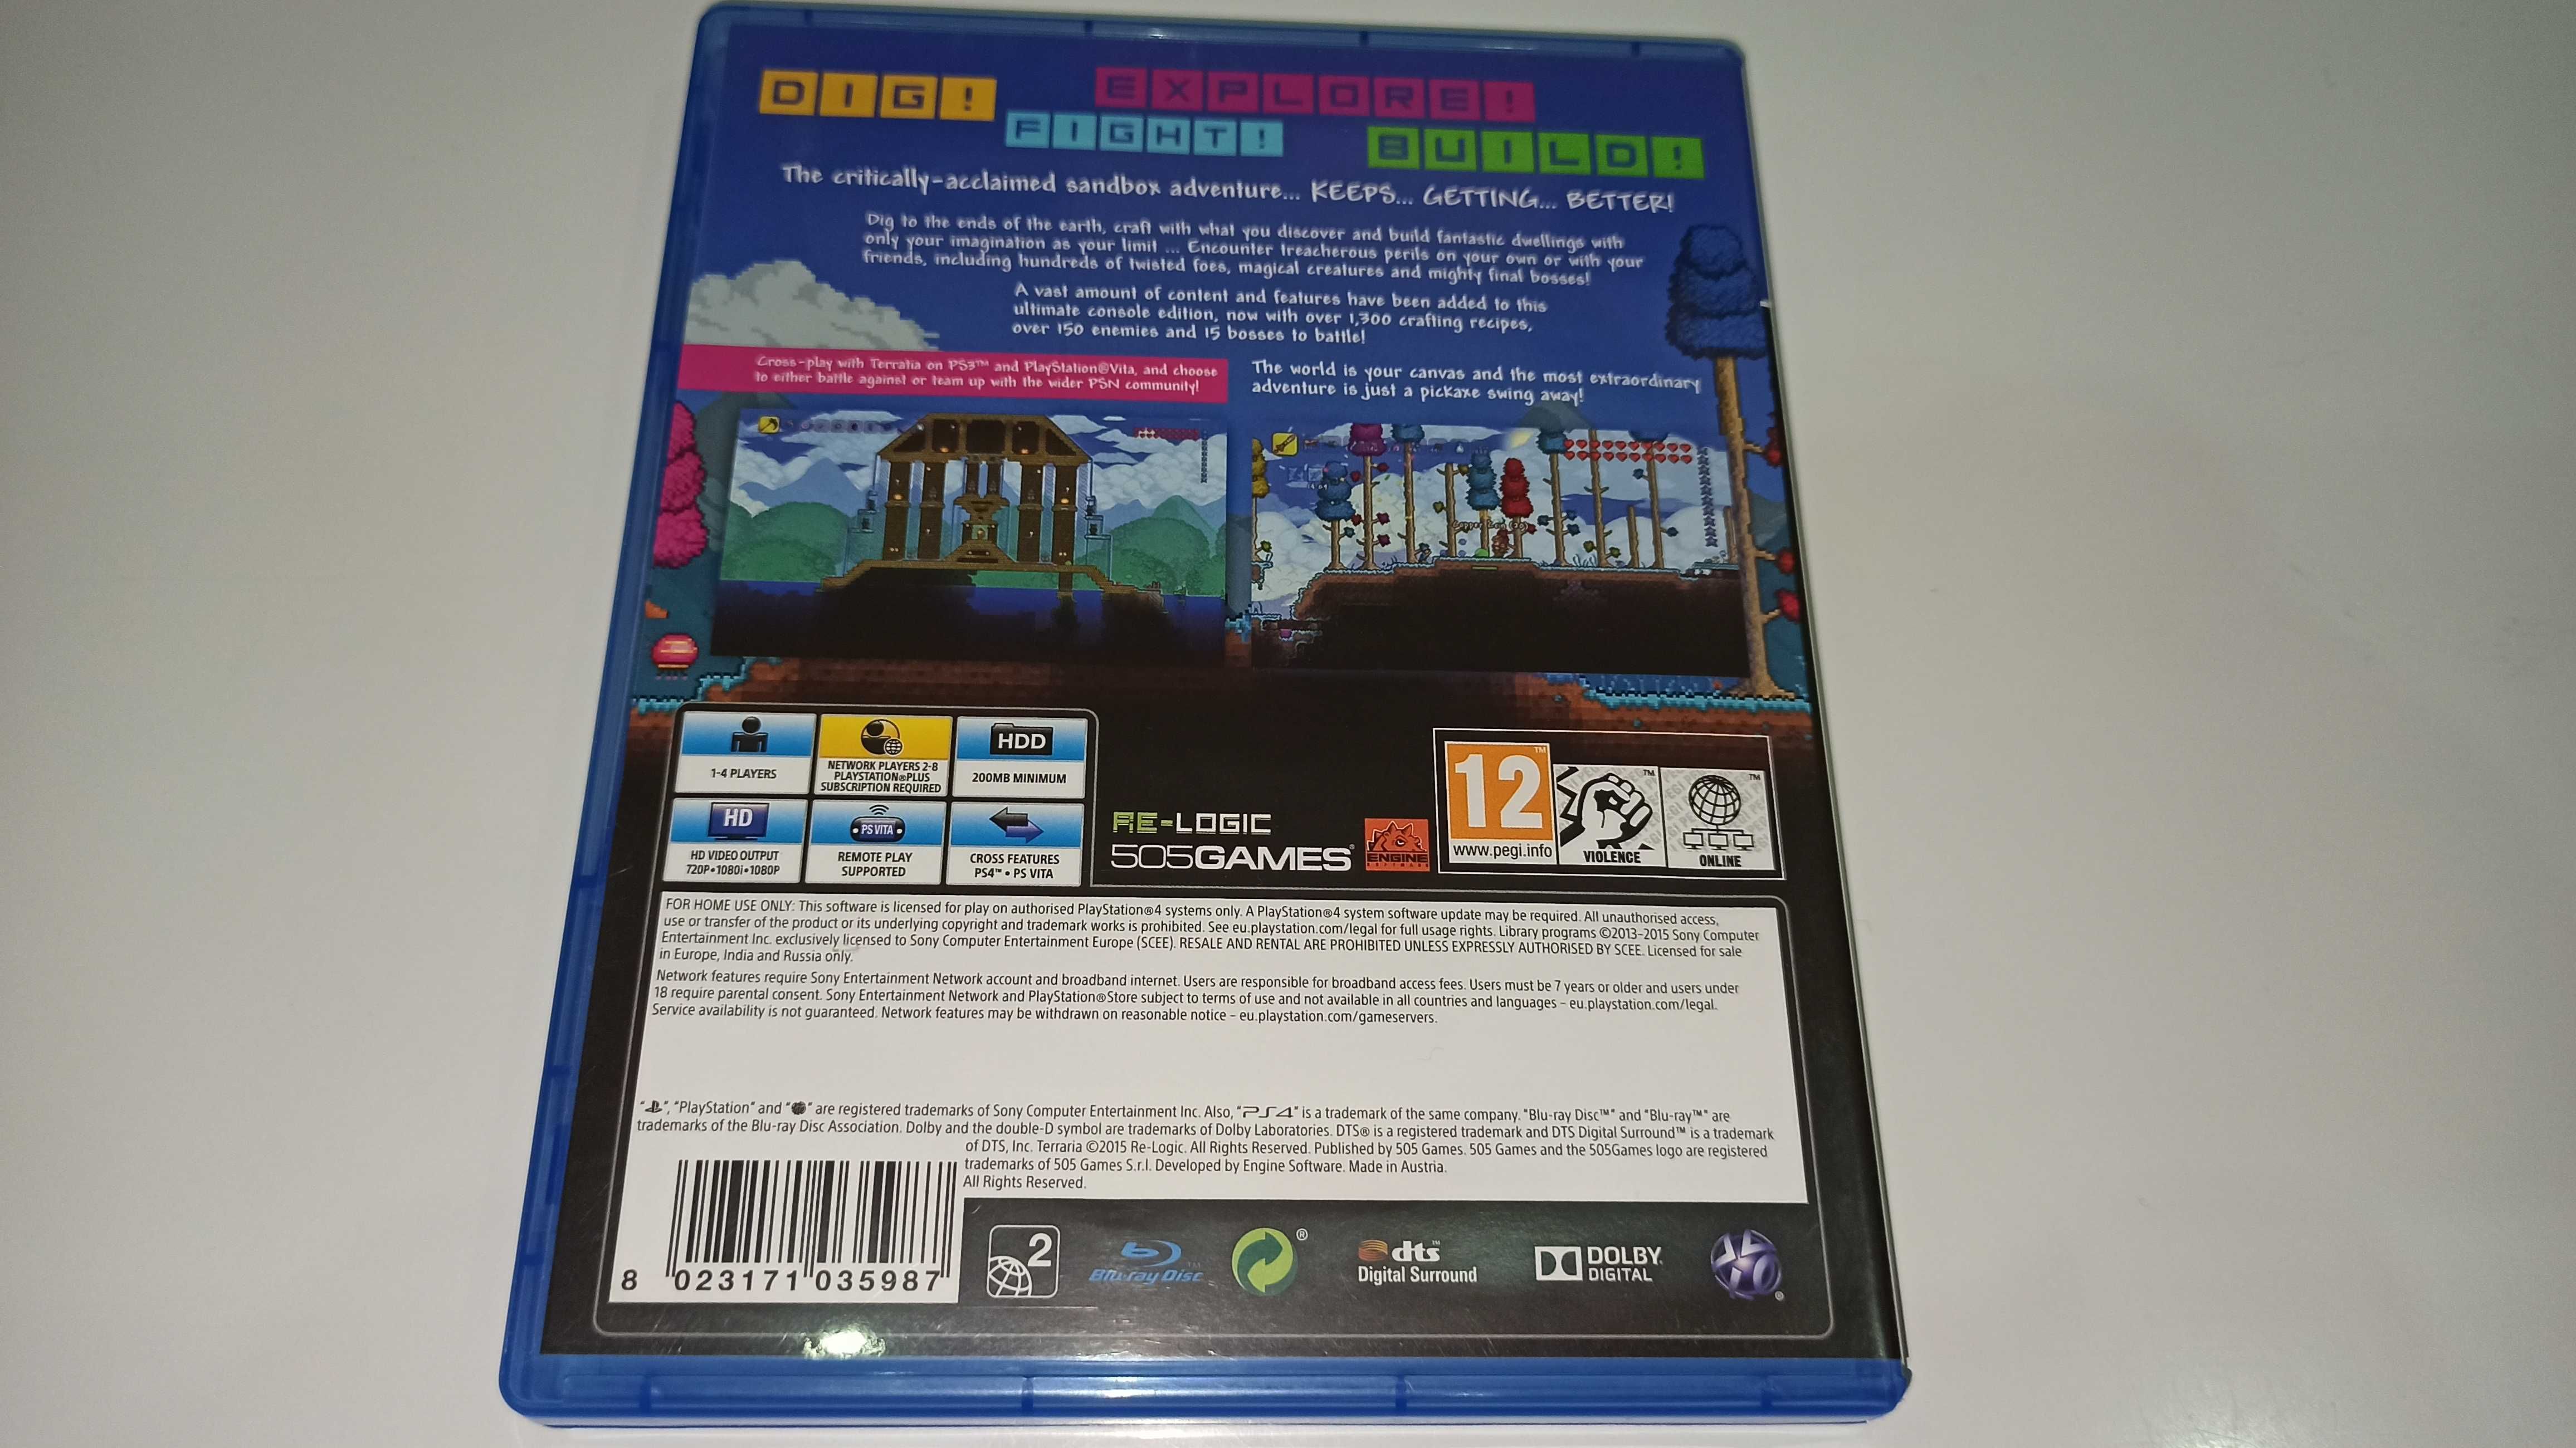 DIG! EXPLORE!
FIGHT! BUILD!
The critically-acclaimed sandbox adventure... KEEPS... GETTING... BETTER!
Dig to the ends of the earth, craft with what you discover and build fantastic dwellings with
only your imagination as your limit ... Encounter treacherous perils on your own or with your
friends, including hundreds of twisted foes, magical creatures and mighty final bosses!
A vast amount of content and features have been added to this
ultimate console edition, now with over 1,300 crafting recipes,
over 150 enemies and 15 bosses to battle!
Cross-play with Terraria on PS3™ and PlayStation®Vita, and choose
to either battle against or team up with the wider PSN community!
The world is your canvas and the most extraordinary
adventure is just a pickaxe swing away!
1-4 PLAYERS
NETWORK PLAYERS 2-8
PLAYSTATION®PLUS
SUBSCRIPTION REQUIRED
HDD
200MB MINIMUM
HD
HD VIDEO OUTPUT
720P•1080i•1080P
PS VITA
REMOTE PLAY
SUPPORTED
CROSS FEATURES
PS4™ • PS VITA
RE-LOGIC
505GAMES®
ENGINE
SOFTWARE
12™
www.pegi.info
VIOLENCE
ONLINE
FOR HOME USE ONLY: This software is licensed for play on authorised PlayStation®4 systems only. A PlayStation®4 system software update may be required. All unauthorised access,
use or transfer of the product or its underlying copyright and trademark works is prohibited. See eu.playstation.com/legal for full usage rights. Library programs ©2013-2015 Sony Computer
Entertainment Inc. exclusively licensed to Sony Computer Entertainment Europe (SCEE). RESALE AND RENTAL ARE PROHIBITED UNLESS EXPRESSLY AUTHORISED BY SCEE. Licensed for sale
in Europe, India and Russia only.
Network features require Sony Entertainment Network account and broadband internet. Users are responsible for broadband access fees. Users must be 7 years or older and users under
18 require parental consent. Sony Entertainment Network and PlayStation®Store subject to terms of use and not available in all countries and languages – eu.playstation.com/legal.
Service availability is not guaranteed. Network features may be withdrawn on reasonable notice – eu.playstation.com/gameservers.
"", "PlayStation" and "" are registered trademarks of Sony Computer Entertainment Inc. Also, "PS4" is a trademark of the same company. "Blu-ray Disc™" and "Blu-ray™" are
trademarks of the Blu-ray Disc Association. Dolby and the double-D symbol are trademarks of Dolby Laboratories. DTS® is a registered trademark and DTS Digital Surround™ is a trademark
of DTS, Inc. Terraria ©2015 Re-Logic. All Rights Reserved. Published by 505 Games. 505 Games and the 505Games logo are registered
trademarks of 505 Games S.r.l. Developed by Engine Software. Made in Austria.
All Rights Reserved.
8 023171 035987
2
Blu-ray Disc™
®
dts™
Digital Surround
DOLBY
DIGITAL
®